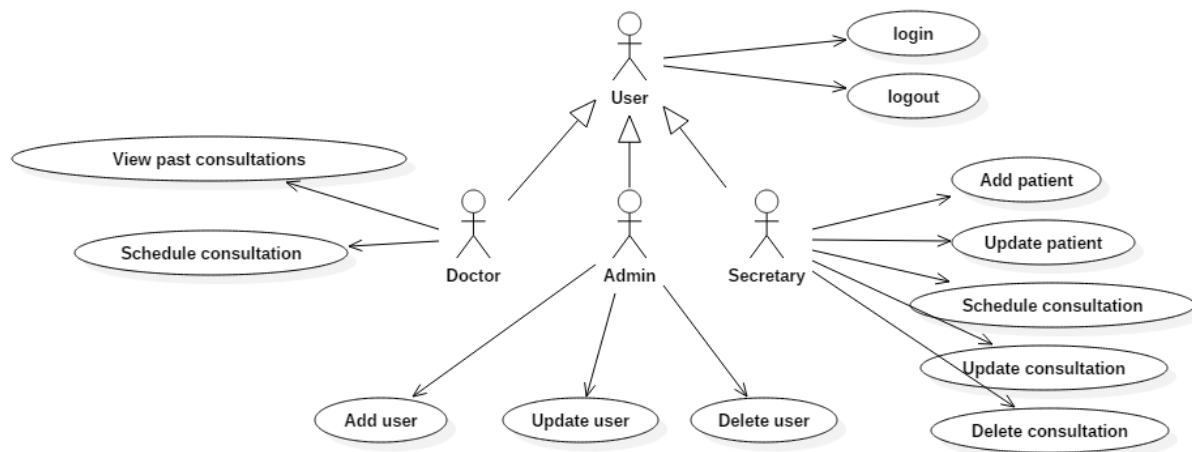 login
logout
User
View past consultations
Add patient
Schedule consultation
Update patient
Doctor
Admin
Secretary
Schedule consultation
Update consultation
Add user
Update user
Delete user
Delete consultation